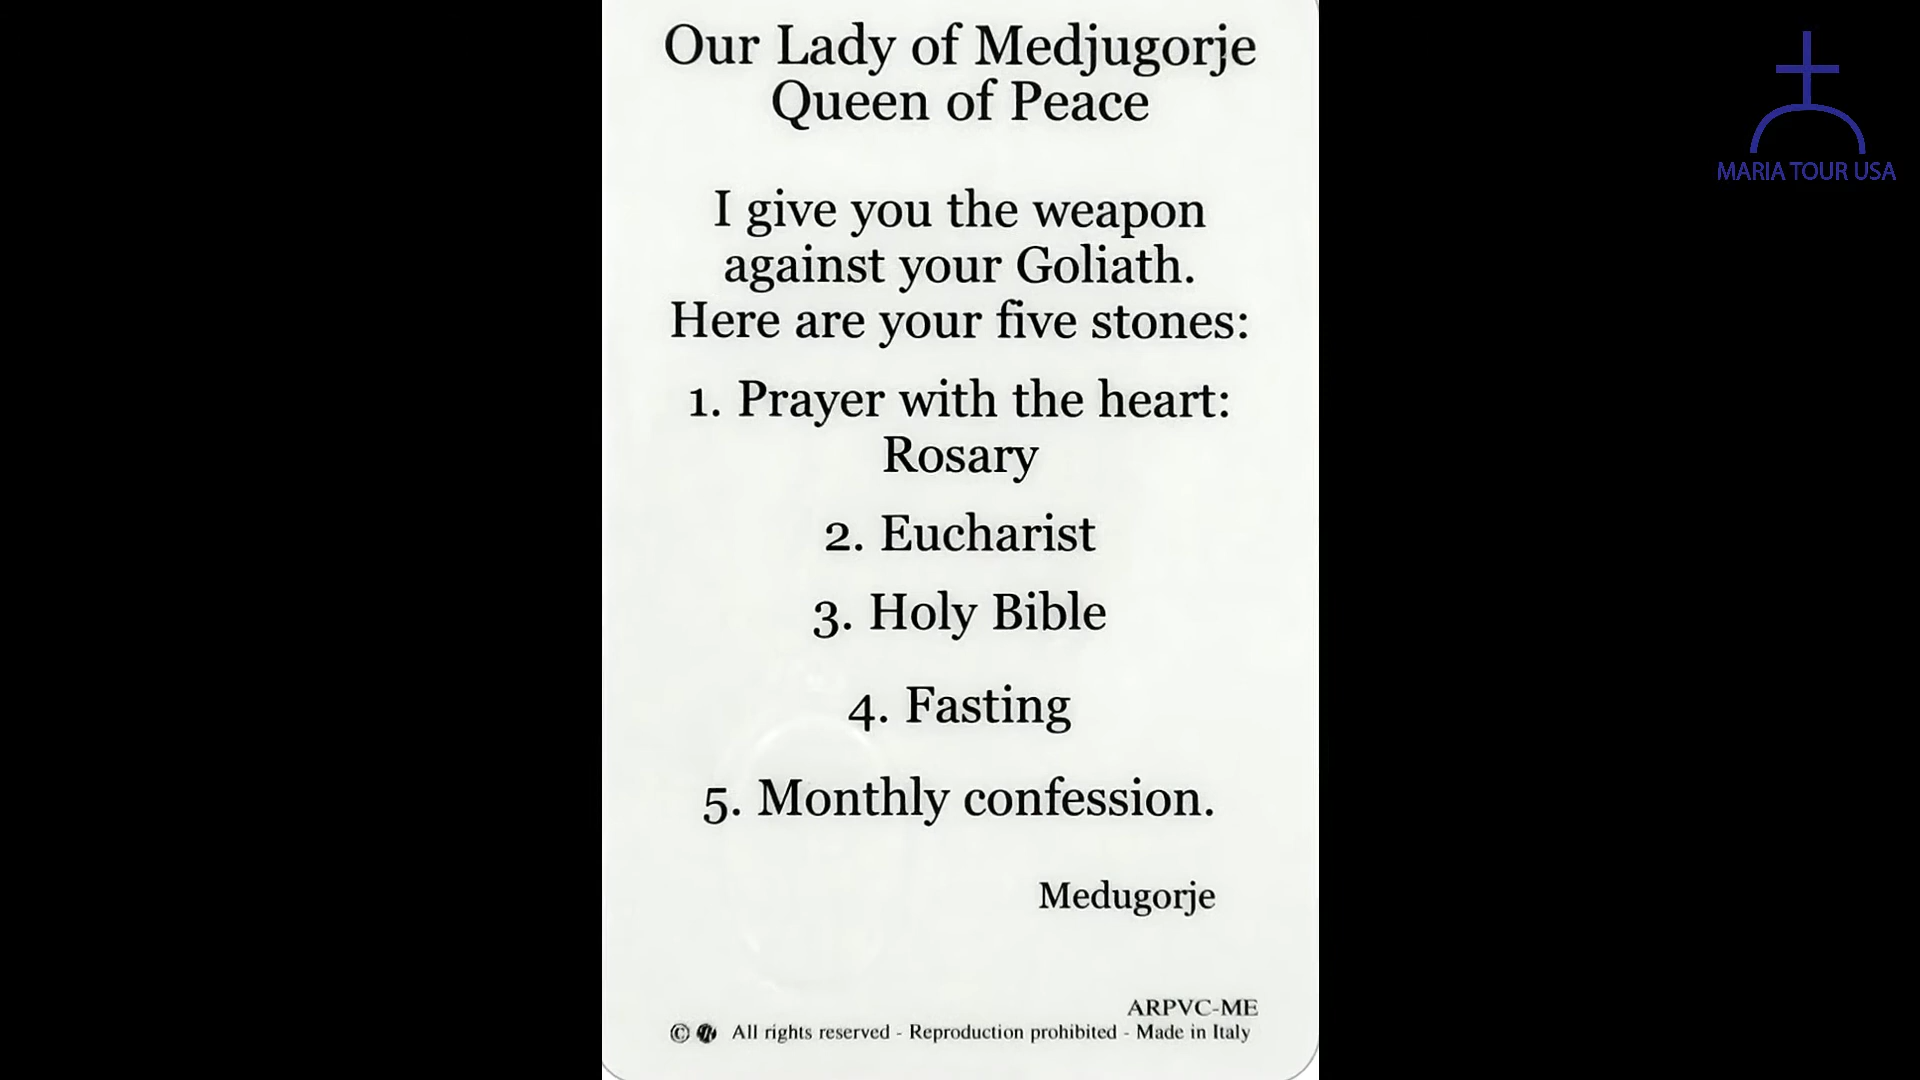 Our Lady of Medjugorje
Queen of Peace
I give you the weapon
against your Goliath.
Here are your five stones:
1. Prayer with the heart:
Rosary
2. Eucharist
3. Holy Bible
4. Fasting
5. Monthly confession.
Medugorje
ARPVC-ME
© All rights reserved - Reproduction prohibited - Made in Italy
MARIA TOUR USA